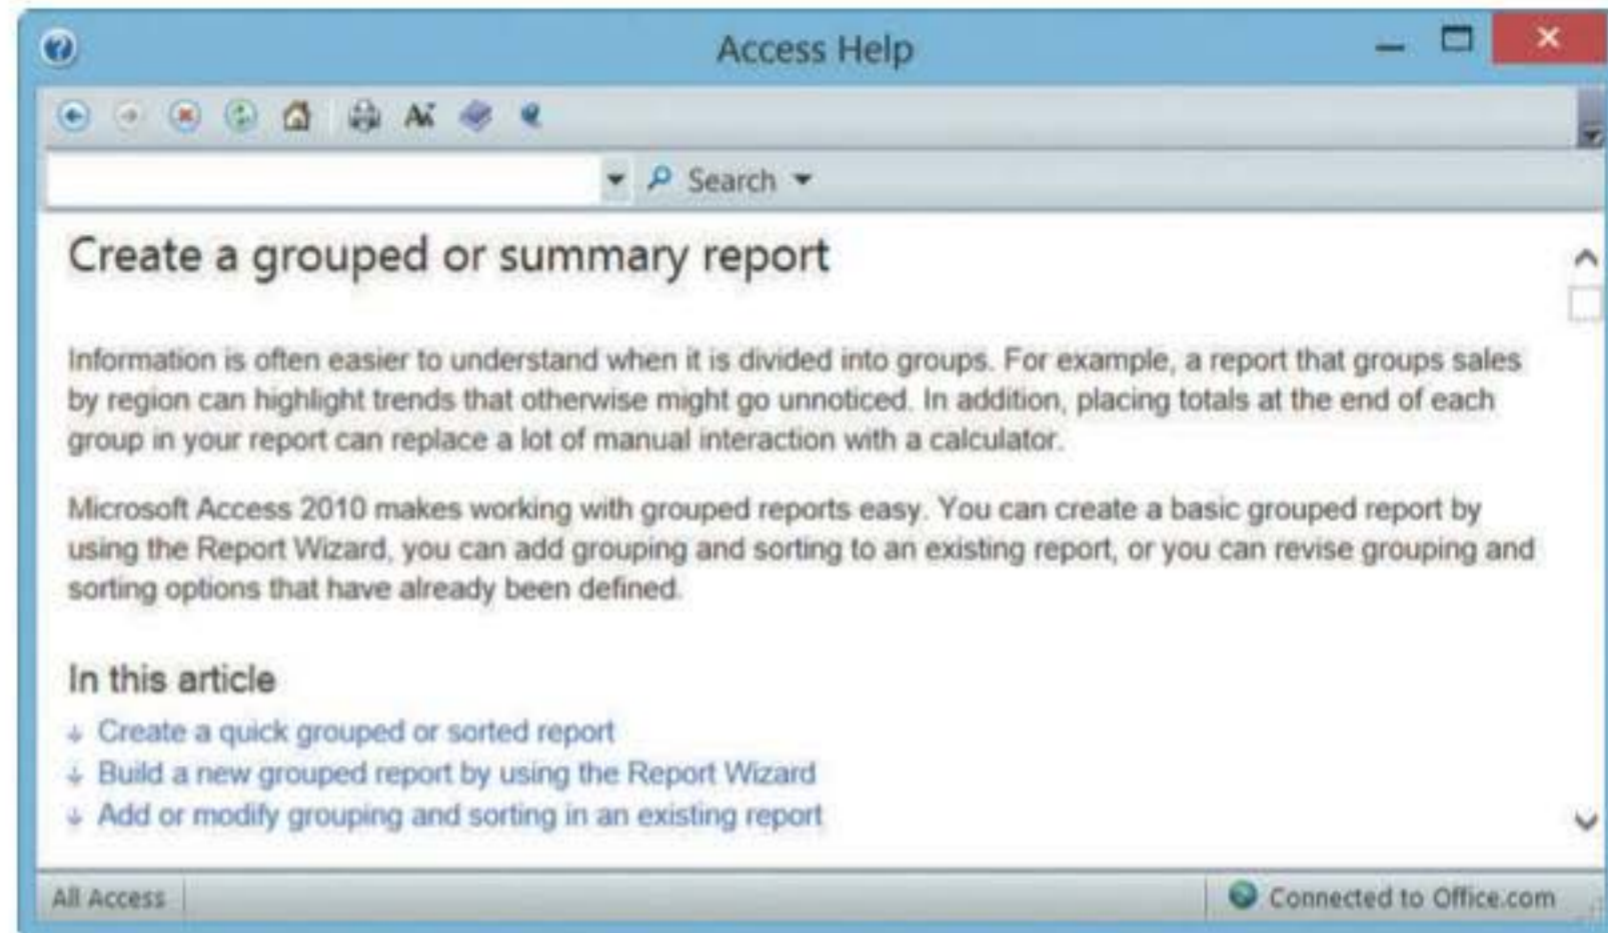 Access Help
Search
Create a grouped or summary report
Information is often easier to understand when it is divided into groups. For example, a report that groups sales
by region can highlight trends that otherwise might go unnoticed. In addition, placing totals at the end of each
group in your report can replace a lot of manual interaction with a calculator.
Microsoft Access 2010 makes working with grouped reports easy. You can create a basic grouped report by
using the Report Wizard, you can add grouping and sorting to an existing report, or you can revise grouping and
sorting options that have already been defined.
In this article
Create a quick grouped or sorted report
Build a new grouped report by using the Report Wizard
Add or modify grouping and sorting in an existing report
All Access
Connected to Office.com